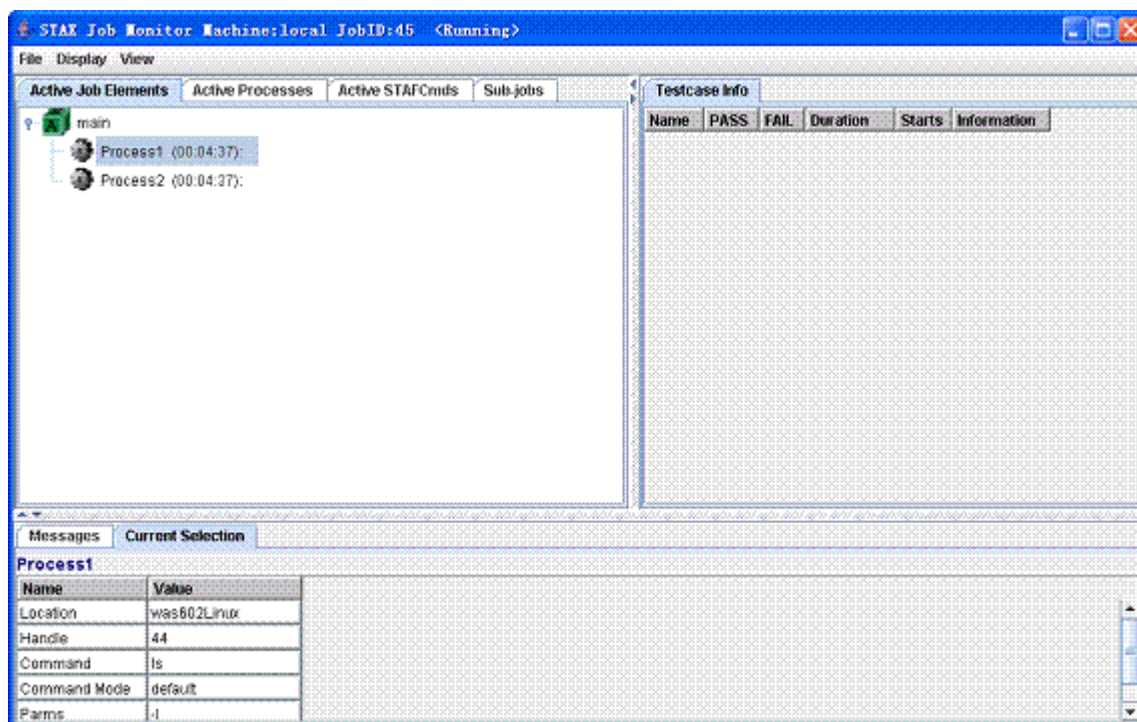 STAX Job Monitor Machine:local JobID:45 <Running>
File Display View
Active Job Elements Active Processes Active STAFCmds Sub-jobs
Testcase Info
Name PASS FAIL Duration Starts Information
main
Process1 (00:04:37):
Process2 (00:04:37):
Messages Current Selection
Process1
Name Value
Location was602Linux
Handle 44
Command ls
Command Mode default
Parms -l